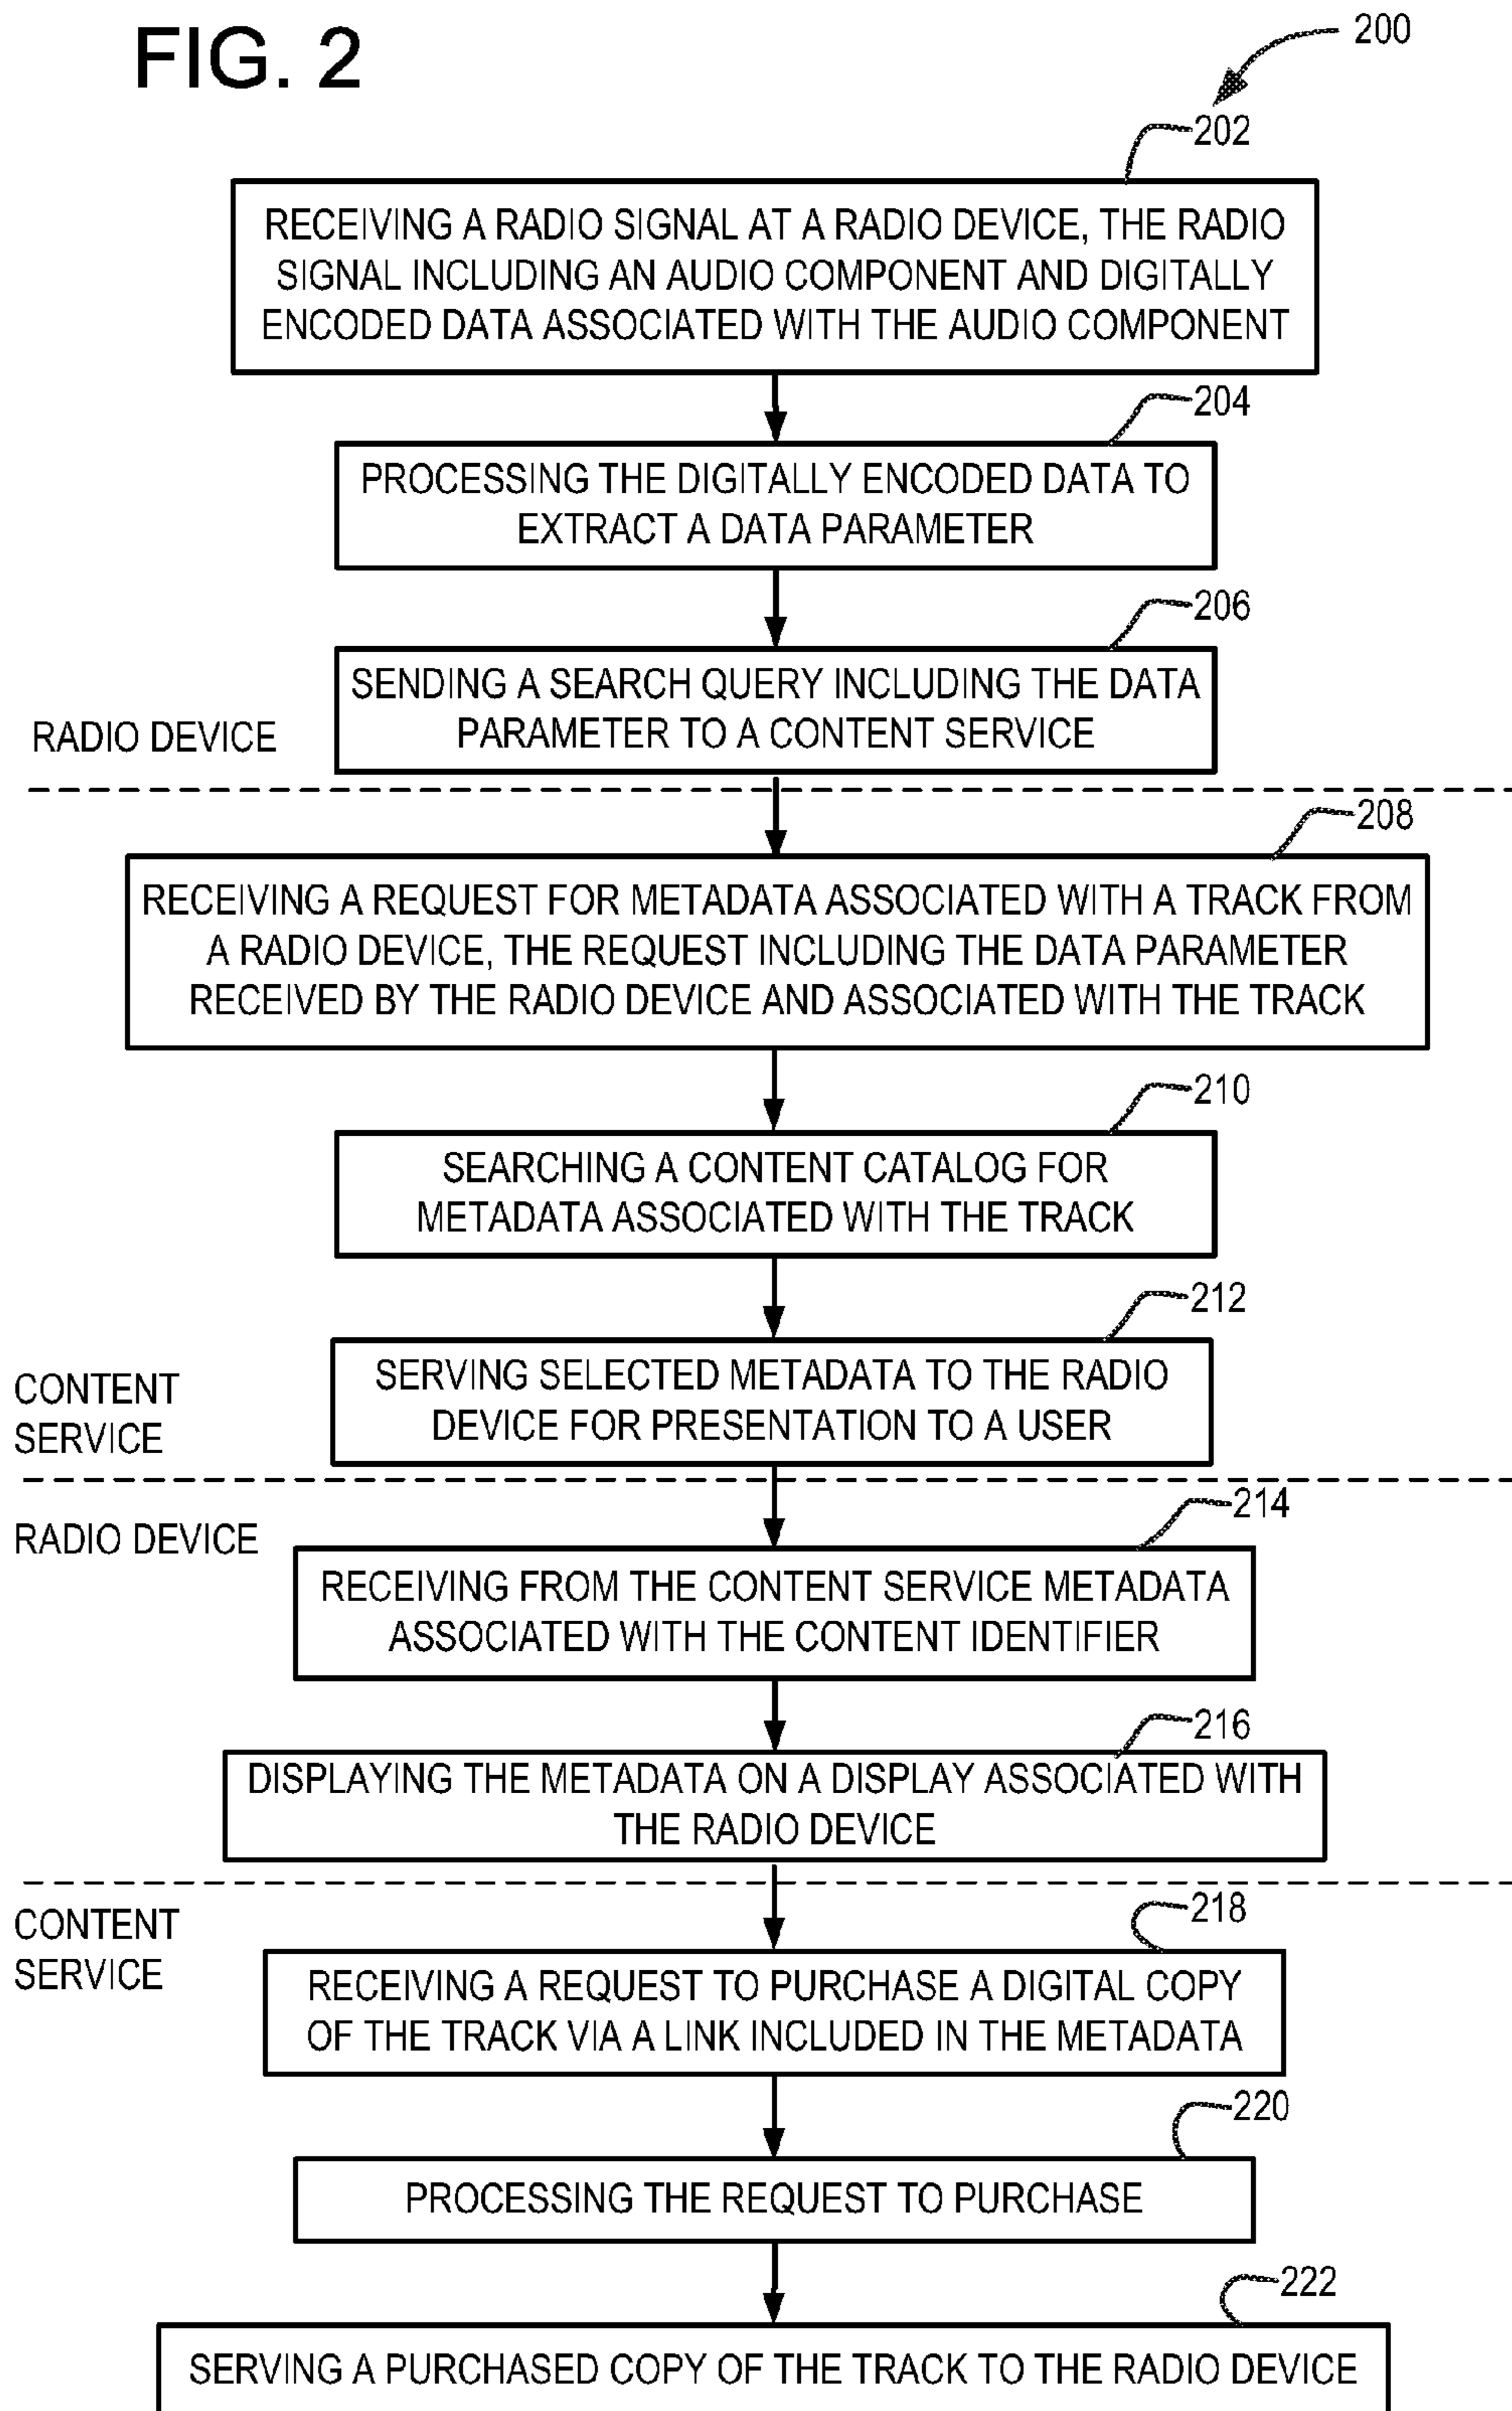 FIG. 2
200
202
RECEIVING A RADIO SIGNAL AT A RADIO DEVICE, THE RADIO
SIGNAL INCLUDING AN AUDIO COMPONENT AND DIGITALLY
ENCODED DATA ASSOCIATED WITH THE AUDIO COMPONENT
204
PROCESSING THE DIGITALLY ENCODED DATA TO
EXTRACT A DATA PARAMETER
206
SENDING A SEARCH QUERY INCLUDING THE DATA
PARAMETER TO A CONTENT SERVICE
RADIO DEVICE
208
RECEIVING A REQUEST FOR METADATA ASSOCIATED WITH A TRACK FROM
A RADIO DEVICE, THE REQUEST INCLUDING THE DATA PARAMETER
RECEIVED BY THE RADIO DEVICE AND ASSOCIATED WITH THE TRACK
210
SEARCHING A CONTENT CATALOG FOR
METADATA ASSOCIATED WITH THE TRACK
212
SERVING SELECTED METADATA TO THE RADIO
DEVICE FOR PRESENTATION TO A USER
CONTENT
SERVICE
214
RADIO DEVICE
RECEIVING FROM THE CONTENT SERVICE METADATA
ASSOCIATED WITH THE CONTENT IDENTIFIER
216
DISPLAYING THE METADATA ON A DISPLAY ASSOCIATED WITH
THE RADIO DEVICE
218
CONTENT
SERVICE
RECEIVING A REQUEST TO PURCHASE A DIGITAL COPY
OF THE TRACK VIA A LINK INCLUDED IN THE METADATA
220
PROCESSING THE REQUEST TO PURCHASE
222
SERVING A PURCHASED COPY OF THE TRACK TO THE RADIO DEVICE